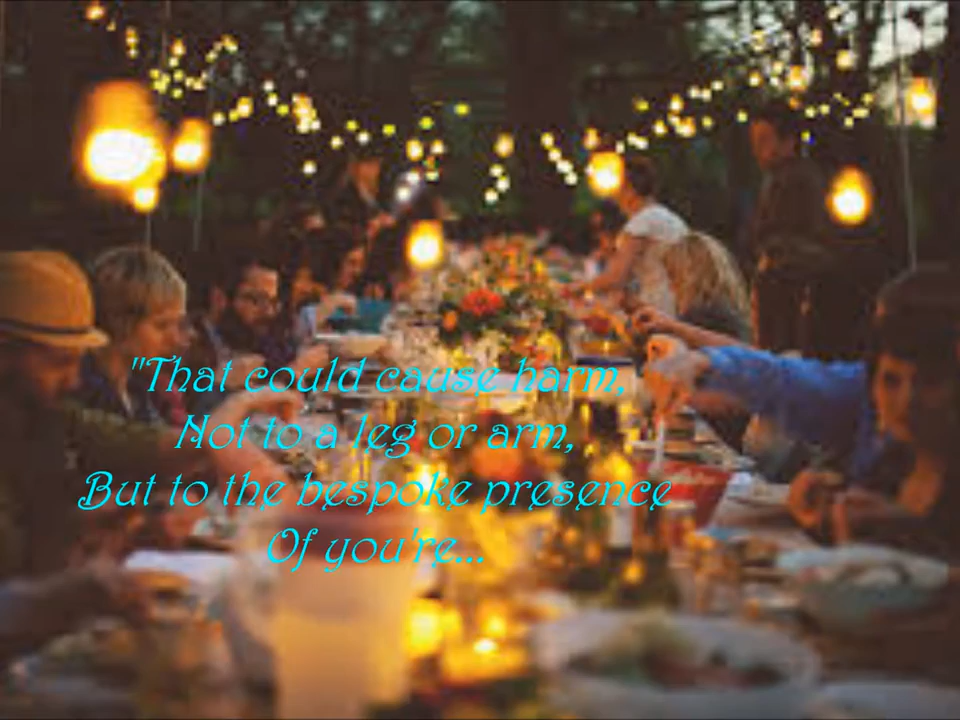 "That could cause harm,
Not to a leg or arm,
But to the bespoke presence
Of you're...